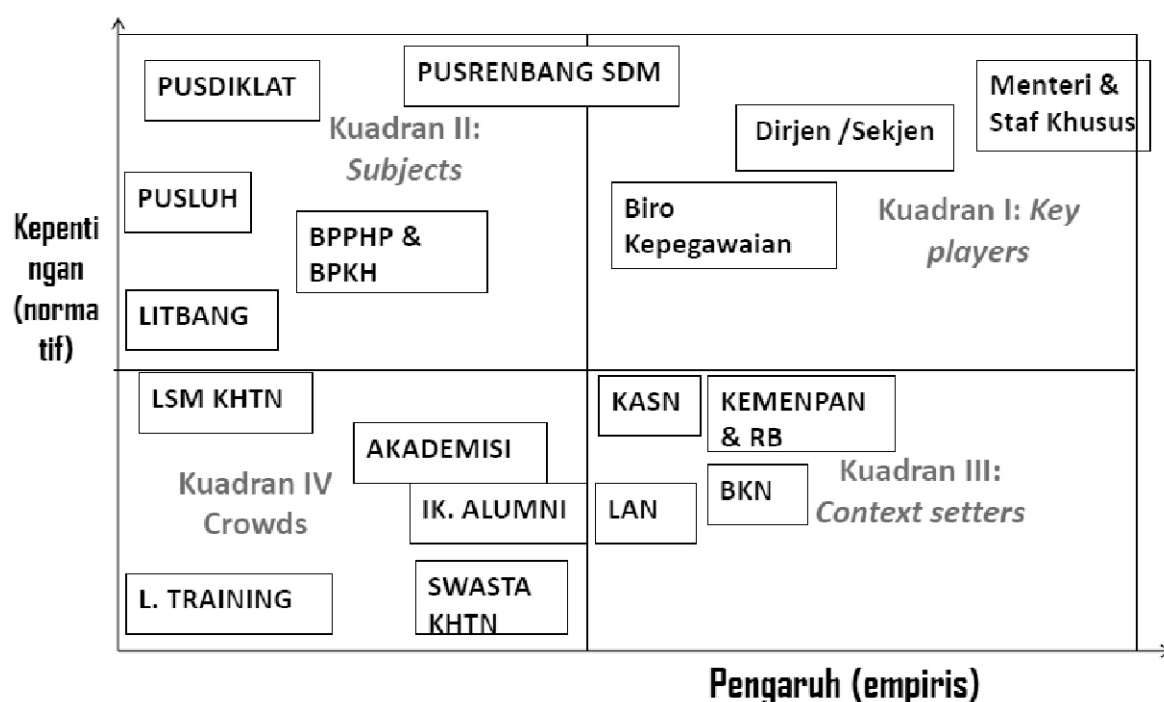 PUSDIKLAT
PUSRENBANG SDM
Menteri &
Staf Khusus
Kuadran II:
Subjects
Dirjen /Sekjen
PUSLUH
BPPHP &
BPKH
Biro
Kepegawaian
Kuadran I: Key
players
Kepenti
ngan
(norma
tif)
LITBANG
LSM KHTN
KASN
KEMENPAN
& RB
AKADEMISI
Kuadran IV
Crowds
IK. ALUMNI
LAN
BKN
Kuadran III:
Context setters
L. TRAINING
SWASTA
KHTN
Pengaruh (empiris)